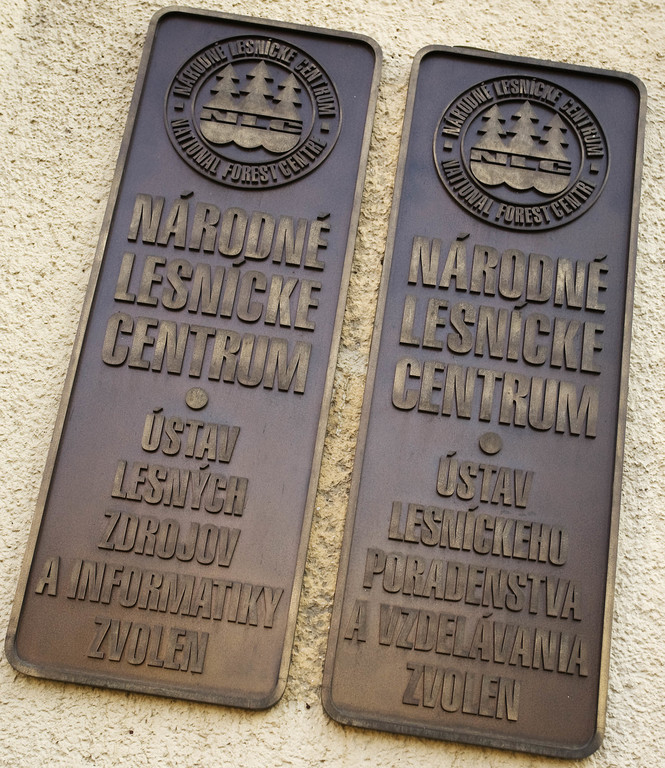 NÁRODNÉ LESNÍCKE CENTRUM
NLC
NATIONAL FOREST CENTRE
NÁRODNÉ
LESNÍCKE
CENTRUM
ÚSTAV
LESNÝCH
ZDROJOV
A INFORMATIKY
ZVOLEN
NÁRODNÉ LESNÍCKE CENTRUM
NLC
NATIONAL FOREST CENTR
NÁRODNÉ
LESNÍCKE
CENTRUM
ÚSTAV
LESNÍCKEHO
PORADENSTVA
A VZDELÁVANIA
ZVOLEN